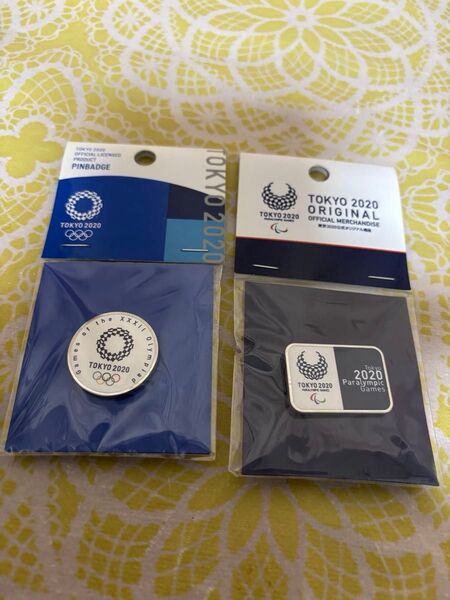 TOKYO 2020
OFFICIAL LICENSED
PRODUCT
PINBADGE
TOKYO 2020
TOKYO 2020
Games of the XXXII Olympiad
TOKYO 2020
TOKYO 2020
PARALYMPIC GAMES
TOKYO 2020
ORIGINAL
OFFICIAL MERCHANDISE
東京2020公式オリジナル商品
TOKYO 2020
PARALYMPIC GAMES
Tokyo
2020
Paralympic
Games